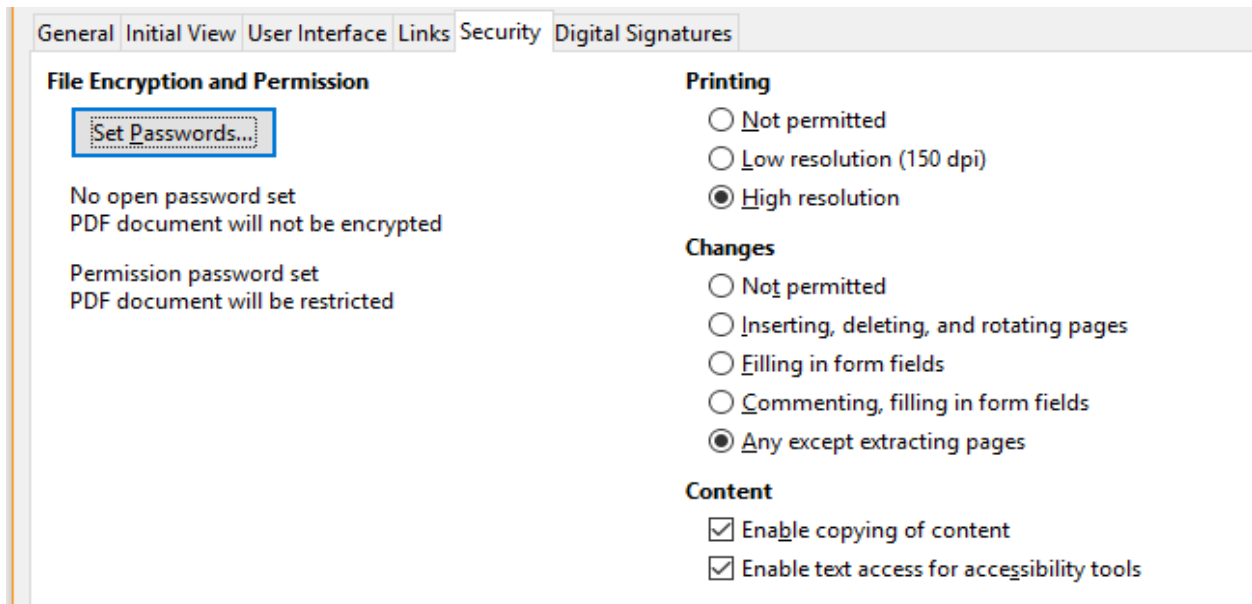 General Initial View User Interface Links Security Digital Signatures
File Encryption and Permission
Set Passwords...
No open password set
PDF document will not be encrypted
Permission password set
PDF document will be restricted
Printing
Not permitted
Low resolution (150 dpi)
High resolution
Changes
Not permitted
Inserting, deleting, and rotating pages
Filling in form fields
Commenting, filling in form fields
Any except extracting pages
Content
Enable copying of content
Enable text access for accessibility tools